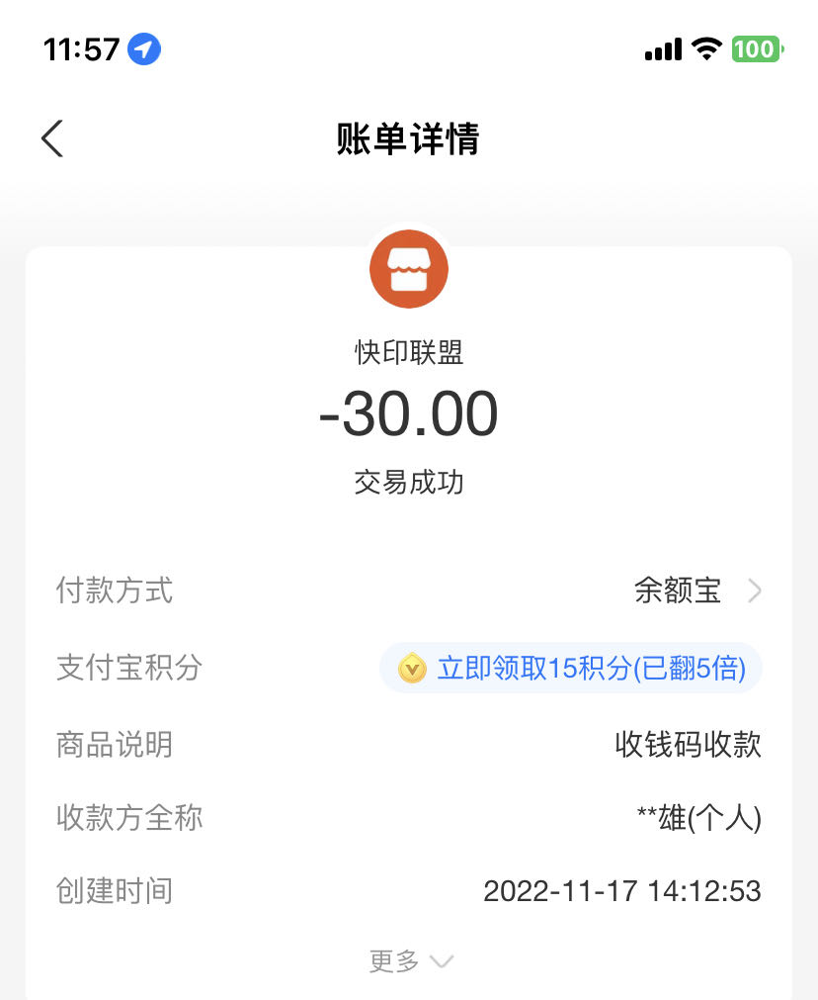 11:57
100
账单详情
快印联盟
-30.00
交易成功
付款方式 余额宝
支付宝积分 立即领取15积分(已翻5倍)
商品说明 收钱码收款
收款方全称 **雄(个人)
创建时间 2022-11-17 14:12:53
更多